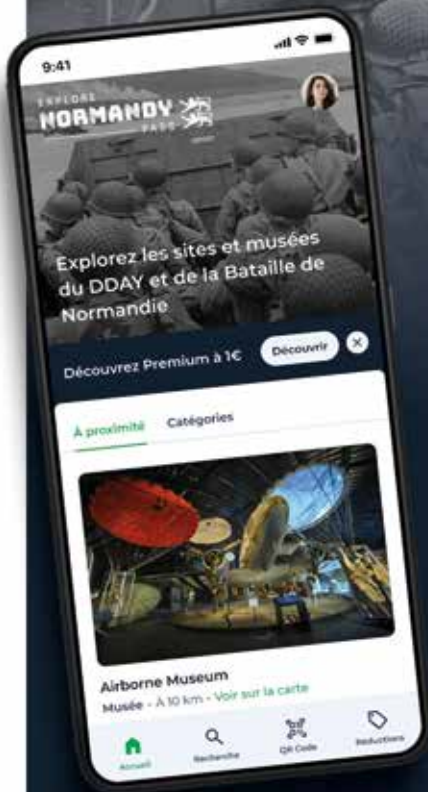 9:41
EXPLORE
NORMANDY
PASS
Explorez les sites et musées
du DDAY et de la Bataille de
Normandie
Découvrez Premium à 1€
Découvrir
À proximité
Catégories
Airborne Museum
Musée - À 10 km - Voir sur la carte
Accueil
Recherche
QR Code
Réductions